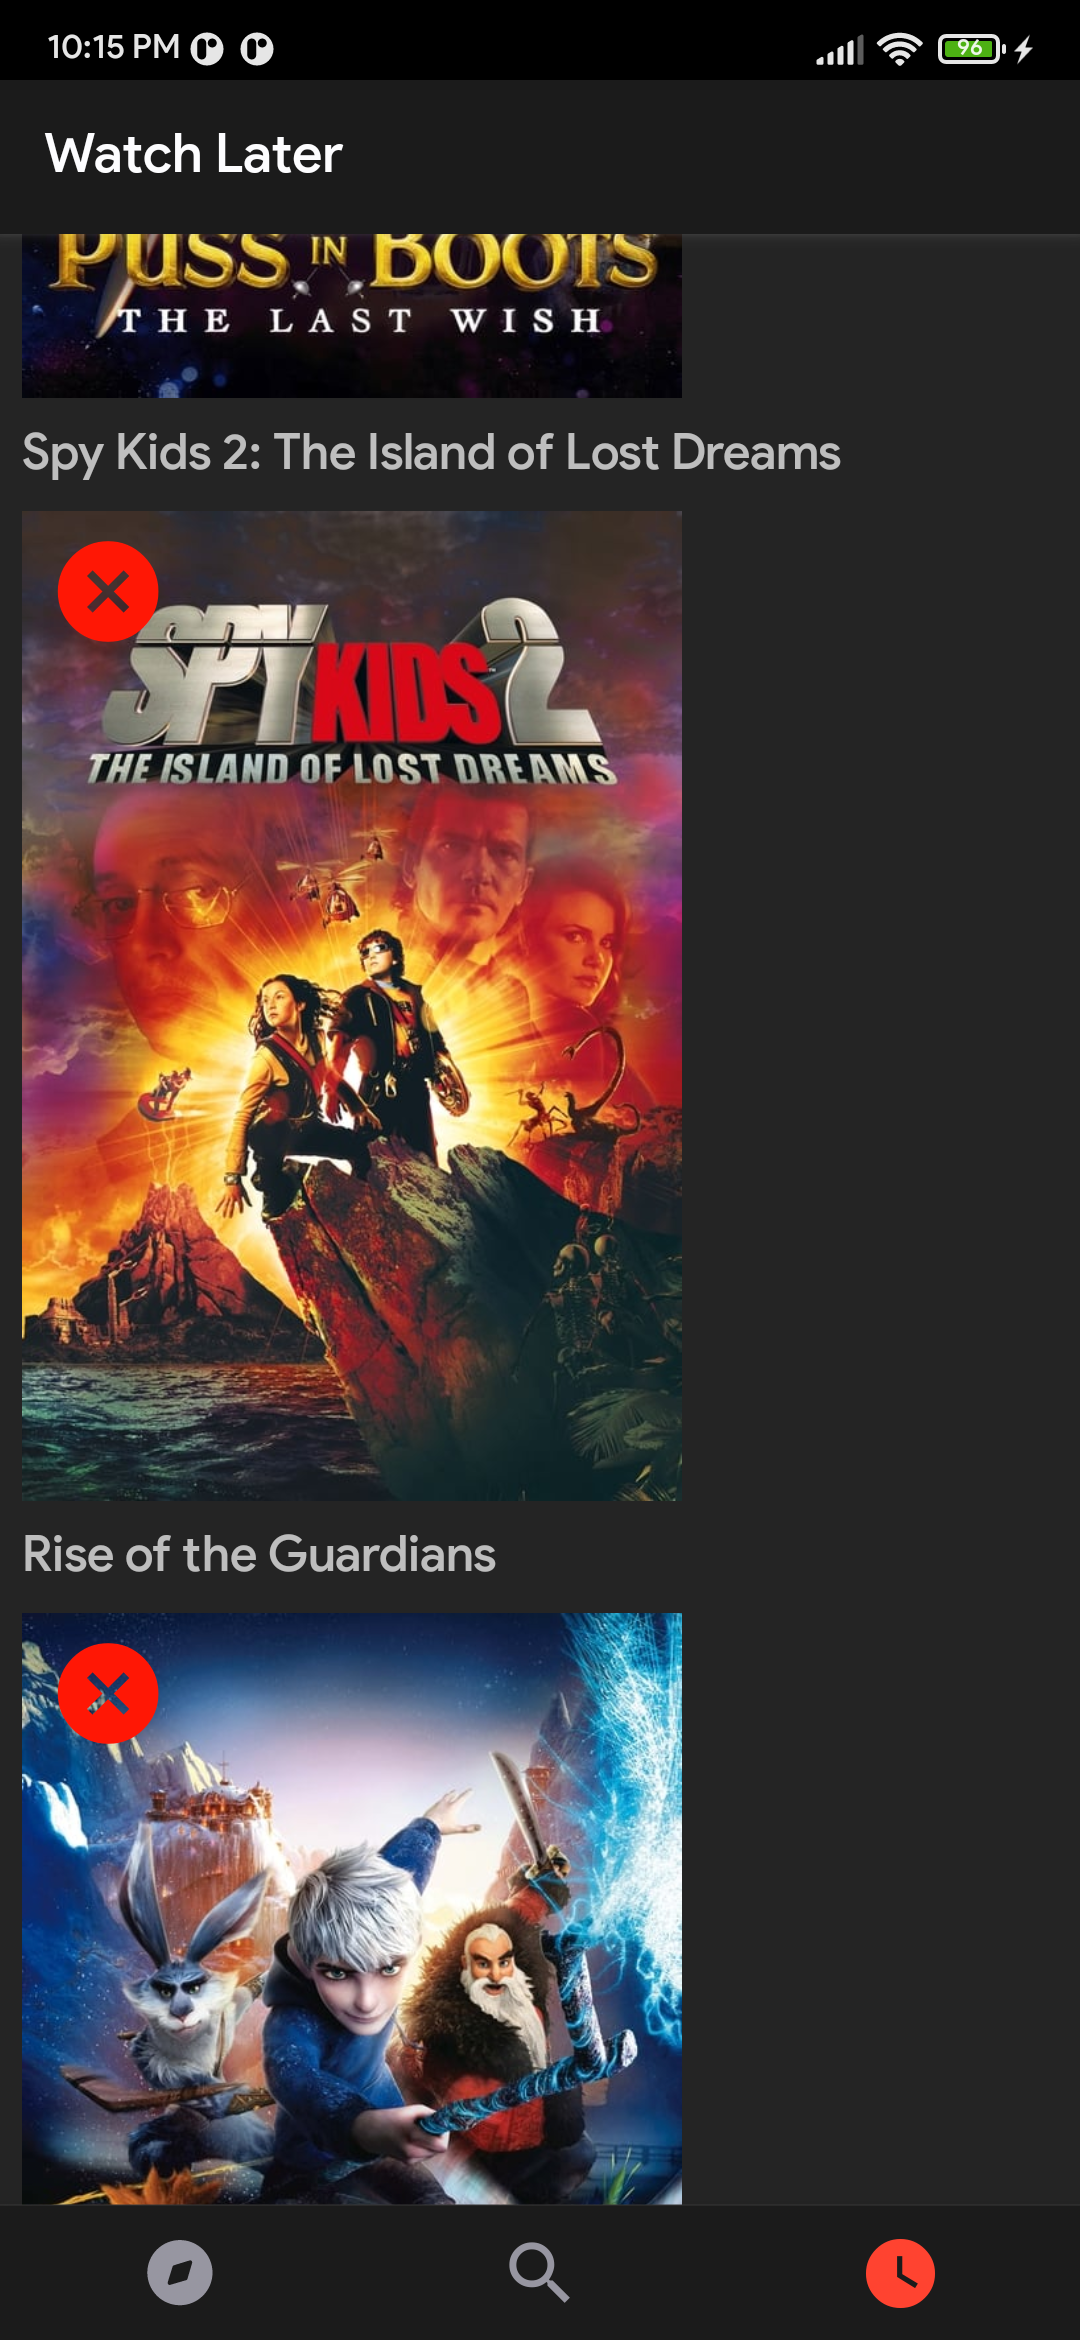 10:15 PM
96
Watch Later
PUSS IN BOOTS
THE LAST WISH
Spy Kids 2: The Island of Lost Dreams
SPY KIDS 2
THE ISLAND OF LOST DREAMS
Rise of the Guardians